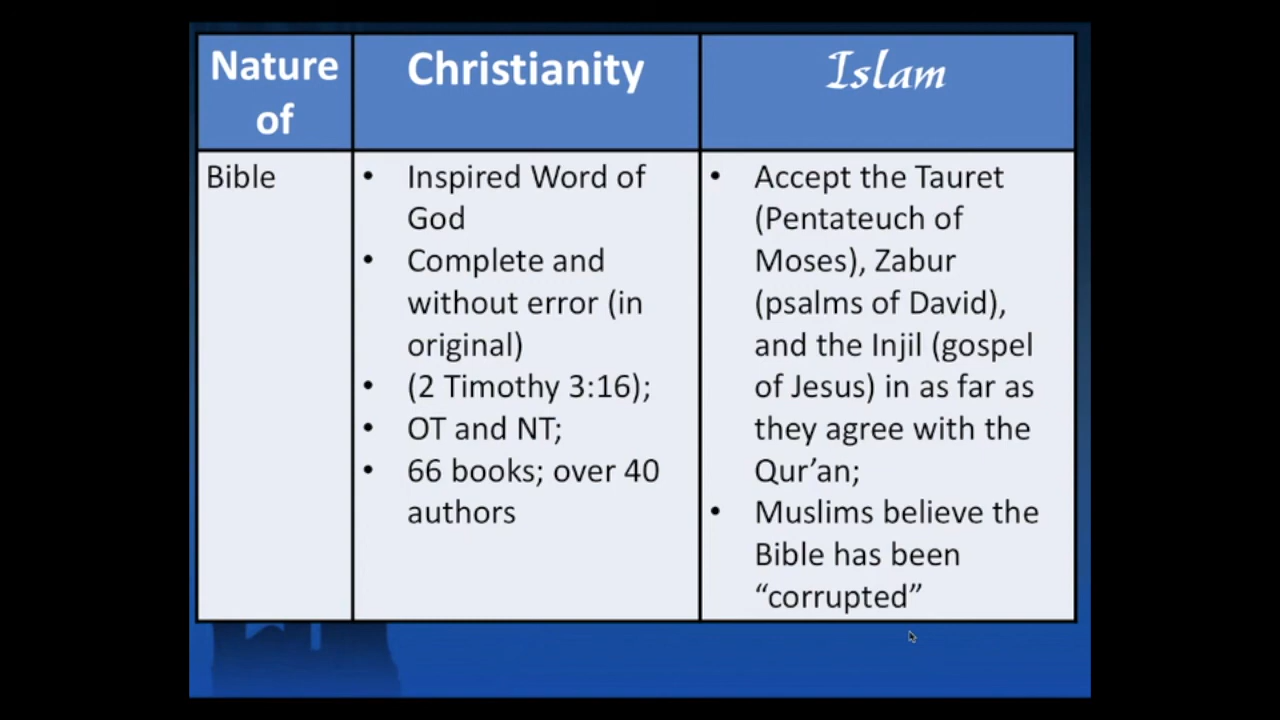 Nature of
Christianity
Islam
Bible
• Inspired Word of
God
• Complete and
without error (in
original)
• (2 Timothy 3:16);
• OT and NT;
• 66 books; over 40
authors
• Accept the Tauret
(Pentateuch of
Moses), Zabur
(psalms of David),
and the Injil (gospel
of Jesus) in as far as
they agree with the
Qur’an;
• Muslims believe the
Bible has been
“corrupted”